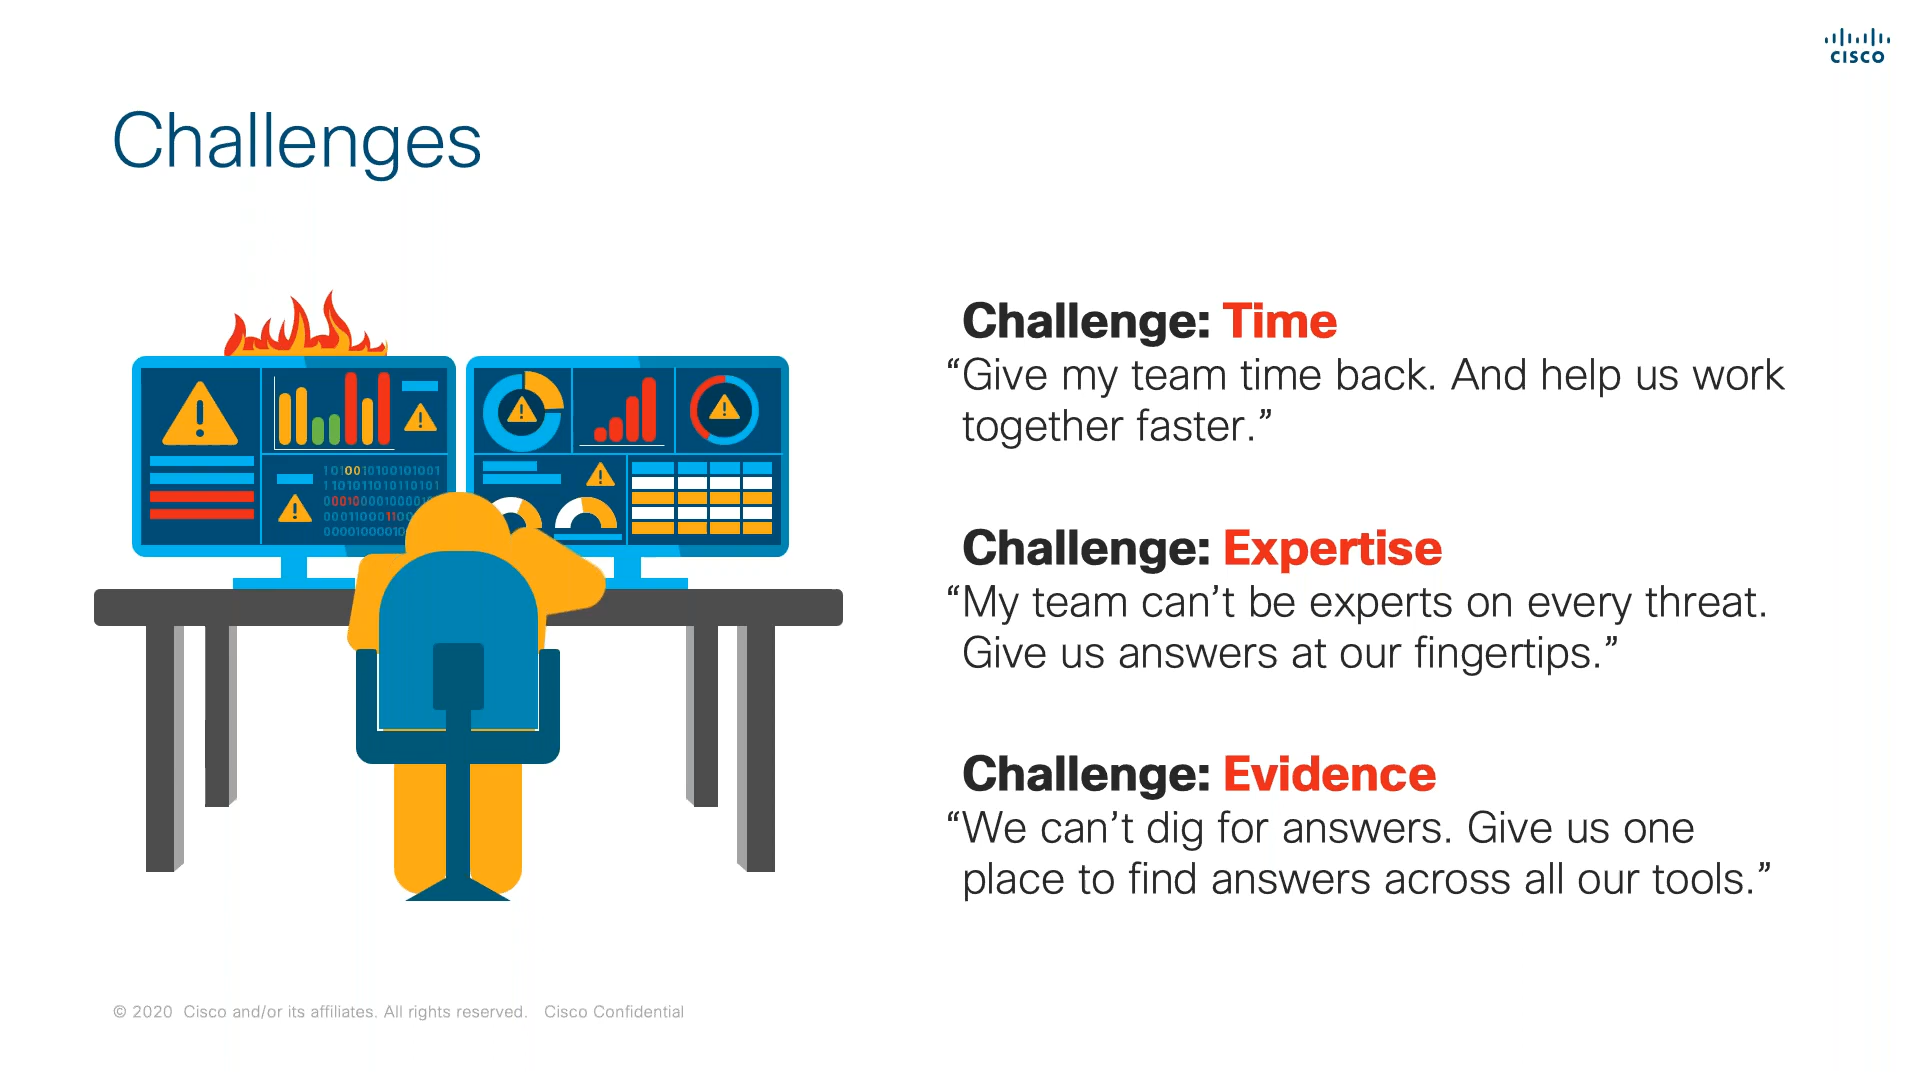 CISCO
Challenges
Challenge: Time
“Give my team time back. And help us work
together faster.”
Challenge: Expertise
“My team can’t be experts on every threat.
Give us answers at our fingertips.”
Challenge: Evidence
“We can’t dig for answers. Give us one
place to find answers across all our tools.”
© 2020 Cisco and/or its affiliates. All rights reserved. Cisco Confidential